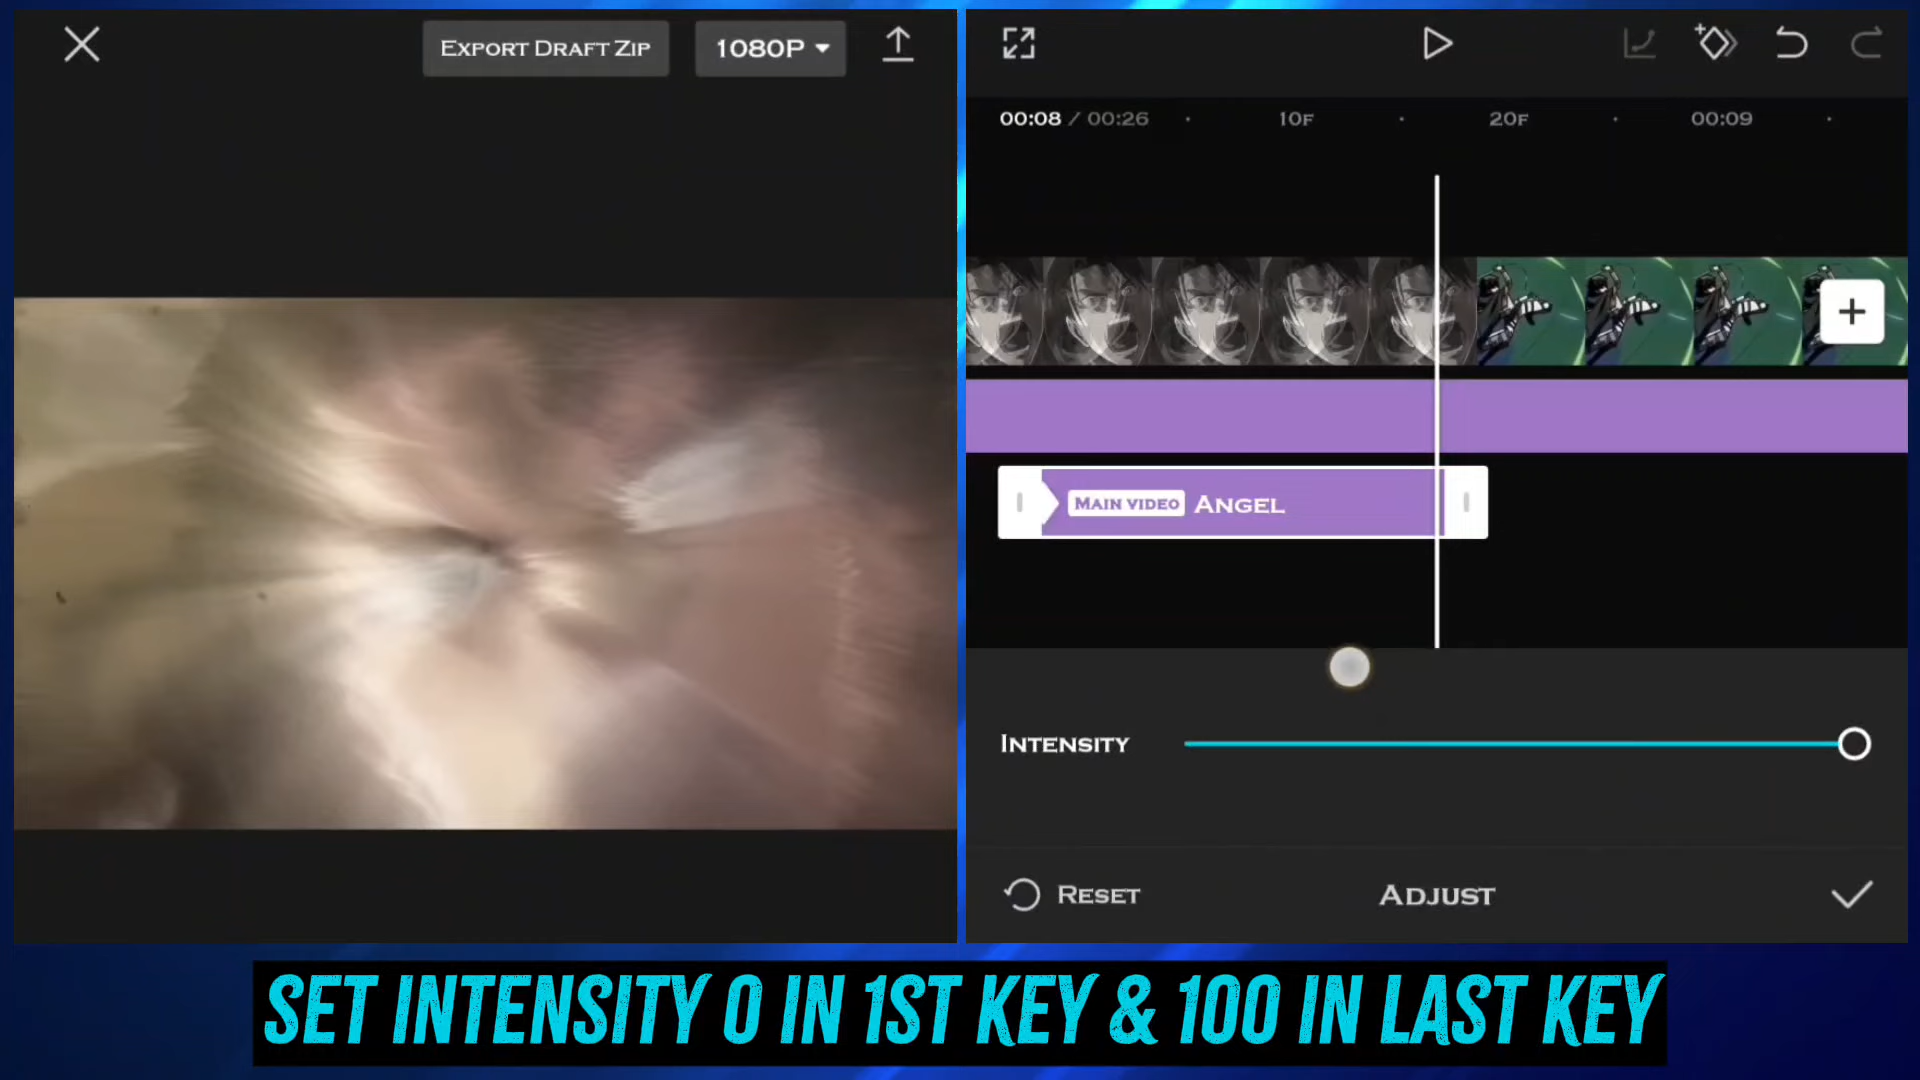 EXPORT DRAFT ZIP
1080P
00:08 / 00:26
10F
20F
00:09
MAIN VIDEO ANGEL
INTENSITY
RESET
ADJUST
SET INTENSITY 0 IN 1ST KEY & 100 IN LAST KEY